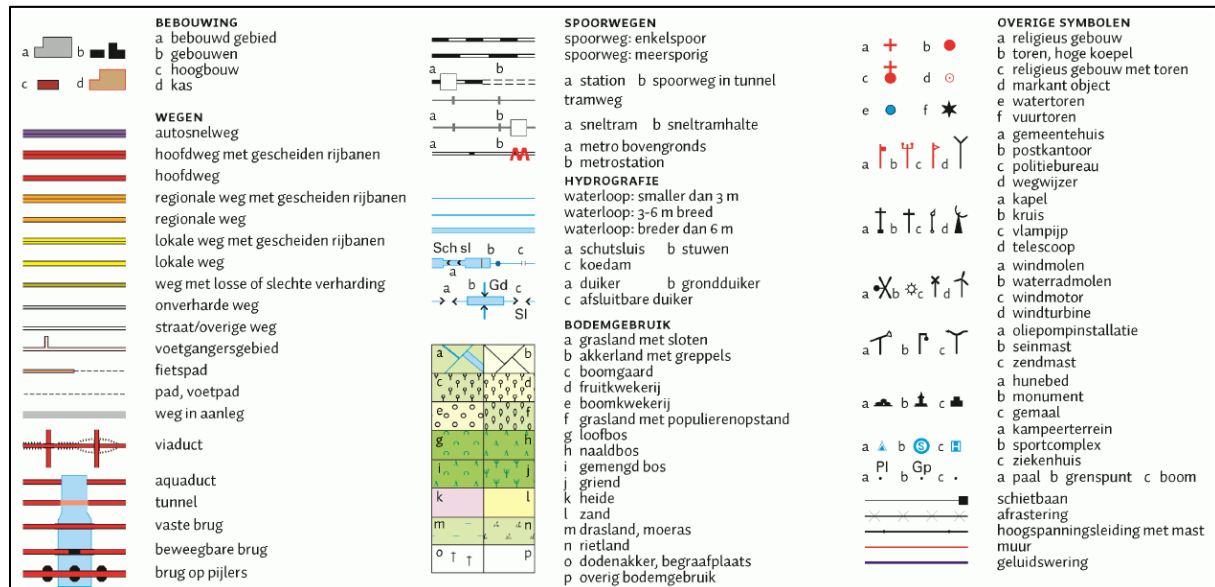 BEBOUWING
a b
a bebouwd gebied
b gebouwen
c d
c hoogbouw
d kas
WEGEN
autosnelweg
hoofdweg met gescheiden rijbanen
hoofdweg
regionale weg met gescheiden rijbanen
regionale weg
lokale weg met gescheiden rijbanen
lokale weg
weg met losse of slechte verharding
onverharde weg
straat/overige weg
voetgangersgebied
fietspad
pad, voetpad
weg in aanleg
viaduct
aquaduct
tunnel
vaste brug
beweegbare brug
brug op pijlers
SPOORWEGEN
spoorweg: enkelspoor
spoorweg: meersporig
a b
a station b spoorweg in tunnel
tramweg
a b
a sneltram b sneltramhalte
a b
a metro bovengronds
b metrostation
HYDROGRAFIE
waterloop: smaller dan 3 m
waterloop: 3-6 m breed
waterloop: breder dan 6 m
Sch sl b c
a
a schutsluis b stuwen
c koedam
a b Gd c
Sl
a duiker b grondduiker
c afsluitbare duiker
BODEMGEBRUIK
a b
c d
e f
g h
i j
k l
m n
o p
a grasland met sloten
b akkerland met greppels
c boomgaard
d fruitkwekerij
e boomkwekerij
f grasland met populierenopstand
g loofbos
h naaldbos
i gemengd bos
j griend
k heide
l zand
m drasland, moeras
n rietland
o dodenakker, begraafplaats
p overig bodemgebruik
OVERIGE SYMBOLEN
a b
c d
e f
a religieus gebouw
b toren, hoge koepel
c religieus gebouw met toren
d markant object
e watertoren
f vuurtoren
a b c d
a gemeentehuis
b postkantoor
c politiebureau
d wegwijzer
a b c d
a kapel
b kruis
c vlampijp
d telescoop
a b c d
a windmolen
b waterradmolen
c windmotor
d windturbine
a b c
a oliepompinstallatie
b seinmast
c zendmast
a b c
a hunebed
b monument
c gemaal
a b S c H
a kampeerterrein
b sportcomplex
c ziekenhuis
Pl Gp
a b c
a paal b grenspunt c boom
schietbaan
afrastering
hoogspanningsleiding met mast
muur
geluidswering